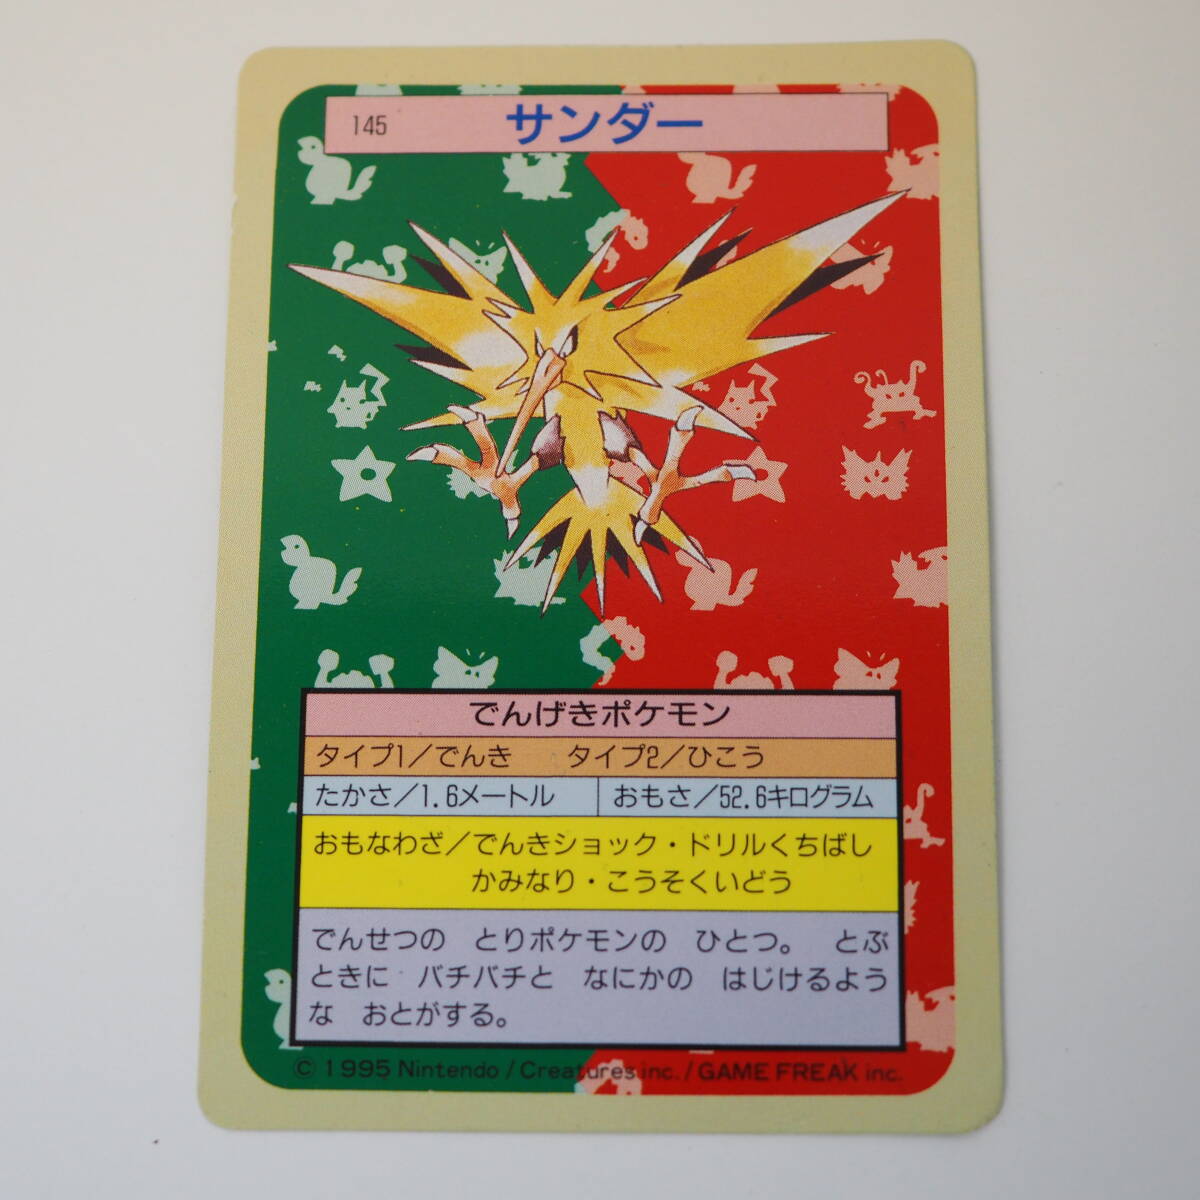 145 サンダー
でんげきポケモン
タイプ1/でんき タイプ2/ひこう
たかさ/1.6メートル おもさ/52.6キログラム
おもなわざ/でんきショック・ドリルくちばし
かみなり・こうそくいどう
でんせつの とりポケモンの ひとつ。 とぶ
ときに バチバチと なにかの はじけるよう
な おとがする。
© 1995 Nintendo / Creatures inc. / GAME FREAK inc.